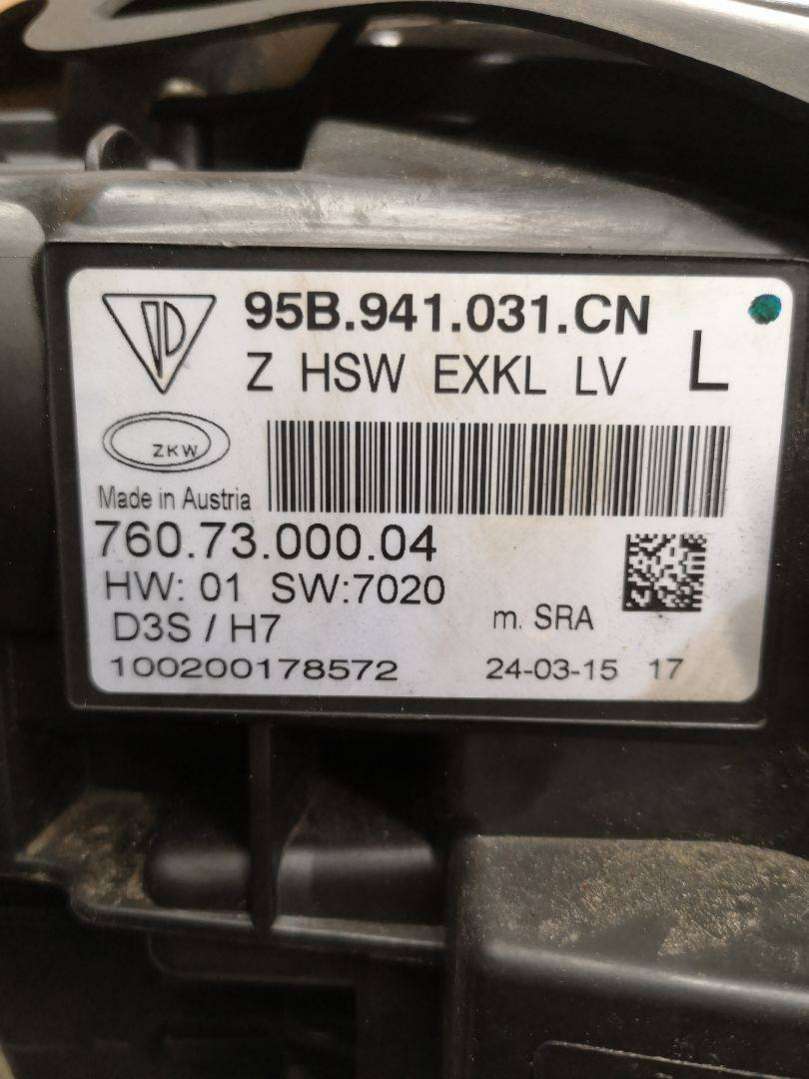 95B.941.031.CN
Z HSW EXKL LV L
ZKW
Made in Austria
760.73.000.04
HW: 01 SW:7020
D3S / H7 m. SRA
100200178572 24-03-15 17